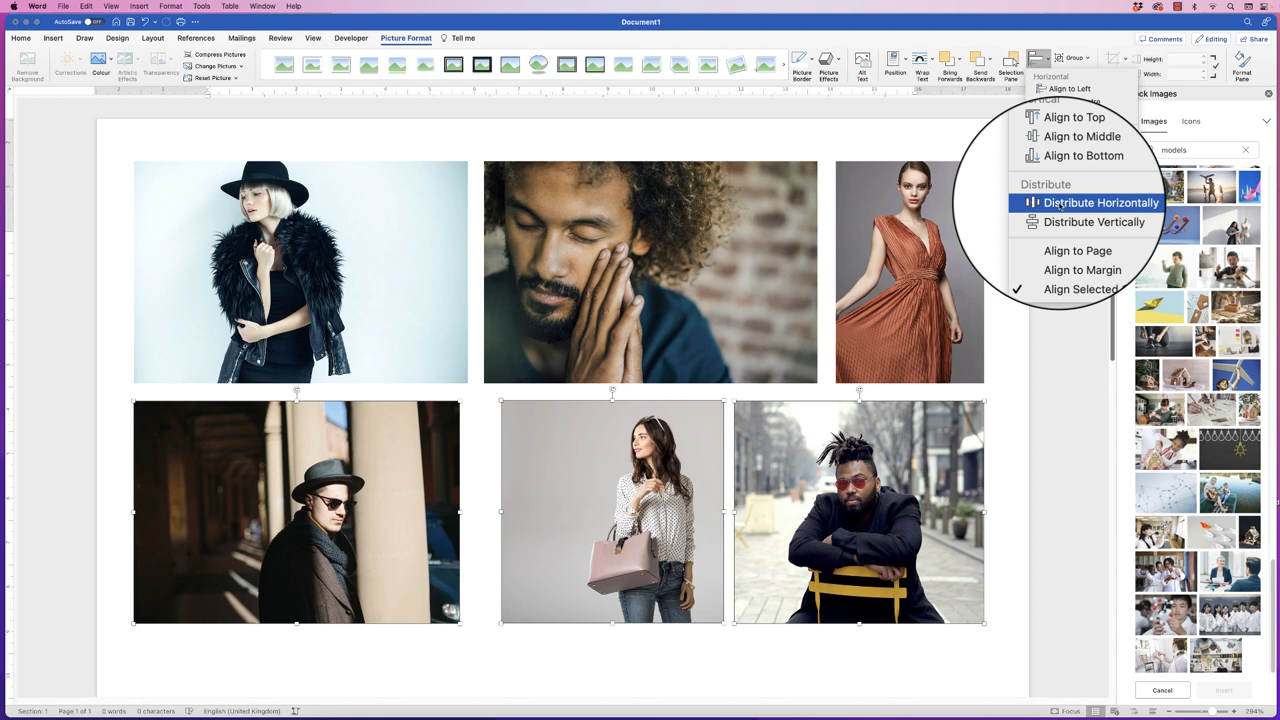 Word File Edit View Insert Format Tools Table Window Help
AutoSave OFF Document1
Home Insert Draw Design Layout References Mailings Review View Developer Picture Format Tell me Comments Editing Share
Remove Background Corrections Colour Artistic Effects Transparency Compress Pictures Change Picture Reset Picture Picture Border Picture Effects Alt Text Position Wrap Text Bring Forwards Send Backwards Selection Pane Group Height: Width: Format Pane
Horizontal
Align to Left
ock Images
Images Icons
models
Align to Top
Align to Middle
Align to Bottom
Distribute
Distribute Horizontally
Distribute Vertically
Align to Page
Align to Margin
Align Selected
Cancel Insert
Section: 1 Page 1 of 1 0 words 0 characters English (United Kingdom) Focus 294%